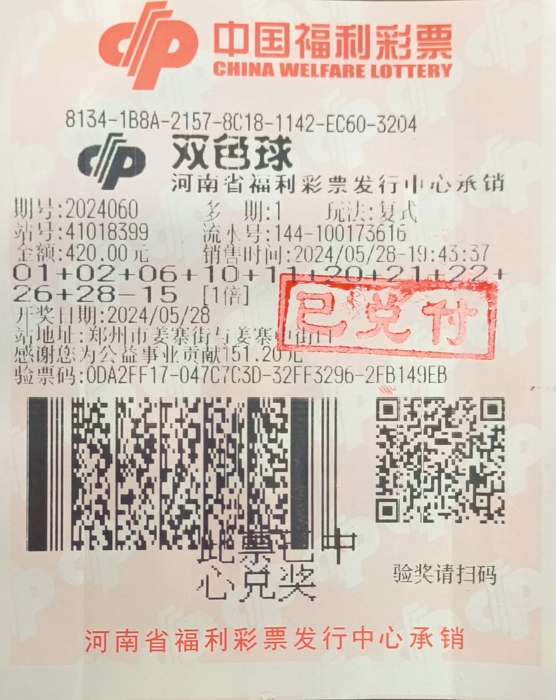 中国福利彩票
CHINA WELFARE LOTTERY
8134-1B8A-2157-8C18-1142-EC60-3204
双色球
河南省福利彩票发行中心承销
期号:2024060 多 期:1 玩法:复式
站号:41018399 流水号:144-100173616
金额:420.00元 销售时间:2024/05/28-19:43:37
01+02+06+10+11+20+21+22+
26+28-15 [1倍]
已兑付
开奖日期:2024/05/28
站地址:郑州市姜寨街与姜寨中街口
感谢您为公益事业贡献151.20元
验票码:0DA2FF17-047C7C3D-32FF3296-2FB149EB
此票已中
心兑奖
验奖请扫码
河南省福利彩票发行中心承销